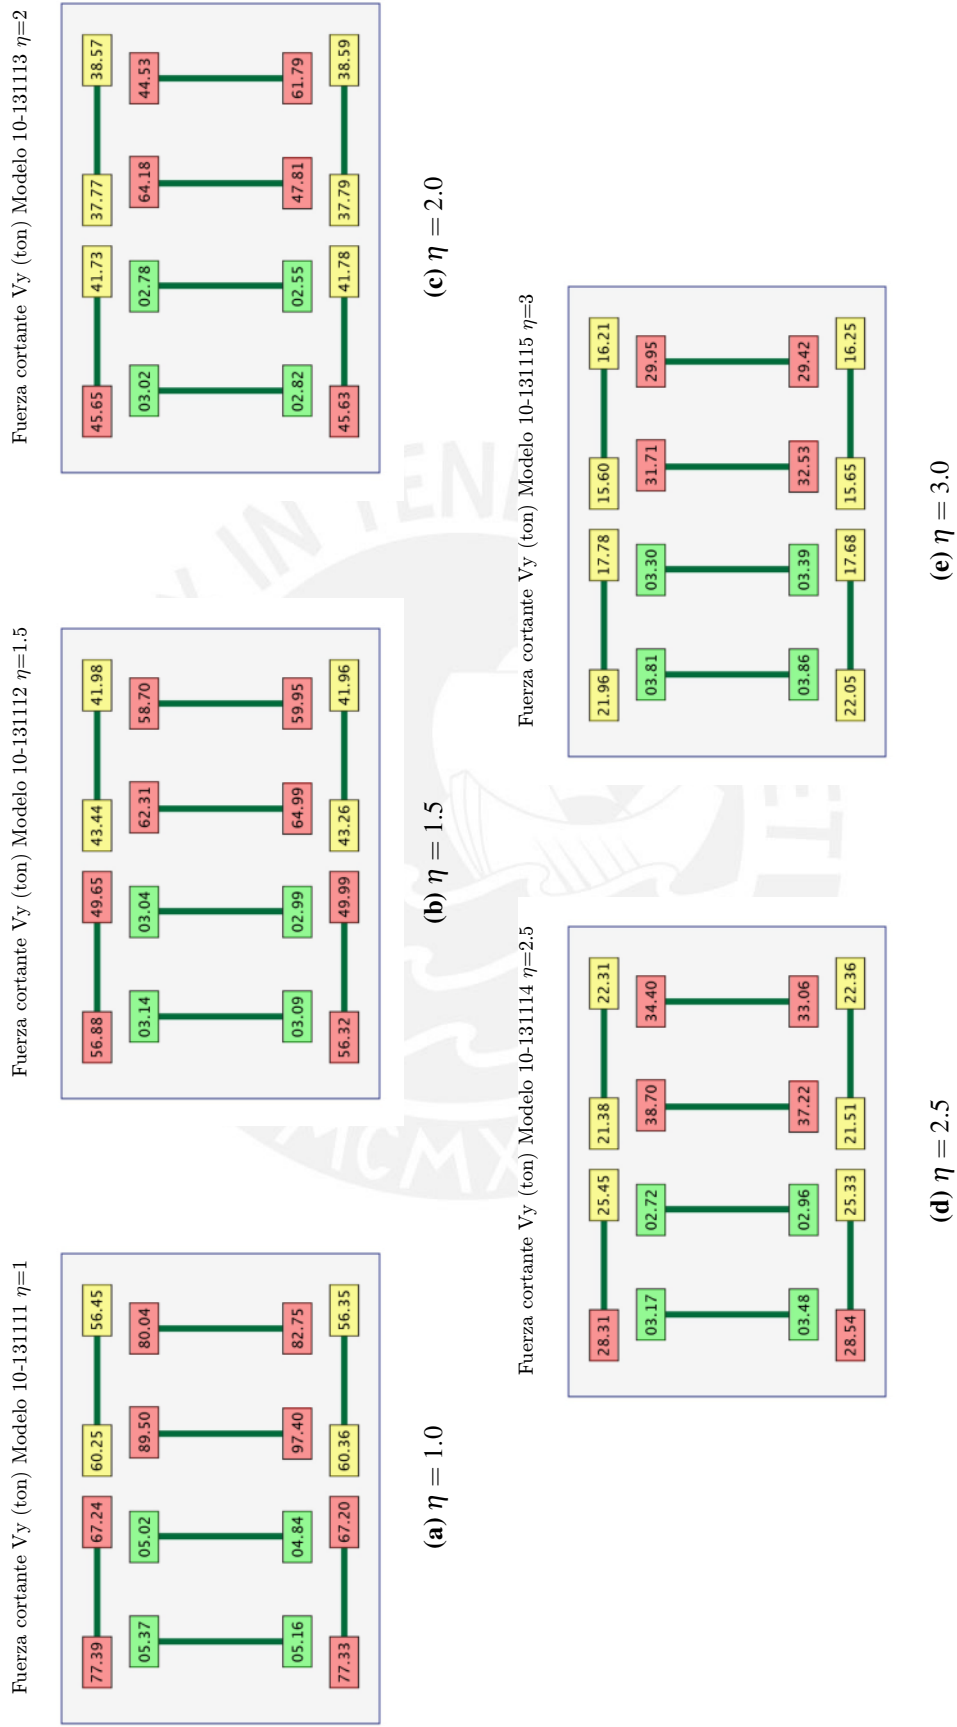 Fuerza cortante Vy (ton) Modelo 10-131111 η=1
77.39 67.24 60.25 56.45
05.37 05.02 89.50 80.04
05.16 04.84 97.40 82.75
77.33 67.20 60.36 56.35
(a) η = 1.0
Fuerza cortante Vy (ton) Modelo 10-131112 η=1.5
56.88 49.65 43.44 41.98
03.14 03.04 62.31 58.70
03.09 02.99 64.99 59.95
56.32 49.99 43.26 41.96
(b) η = 1.5
Fuerza cortante Vy (ton) Modelo 10-131113 η=2
45.65 41.73 37.77 38.57
03.02 02.78 64.18 44.53
02.82 02.55 47.81 61.79
45.63 41.78 37.79 38.59
(c) η = 2.0
Fuerza cortante Vy (ton) Modelo 10-131114 η=2.5
28.31 25.45 21.38 22.31
03.17 02.72 38.70 34.40
03.48 02.96 37.22 33.06
28.54 25.33 21.51 22.36
(d) η = 2.5
Fuerza cortante Vy (ton) Modelo 10-131115 η=3
21.96 17.78 15.60 16.21
03.81 03.30 31.71 29.95
03.86 03.39 32.53 29.42
22.05 17.68 15.65 16.25
(e) η = 3.0
IN
MCMX